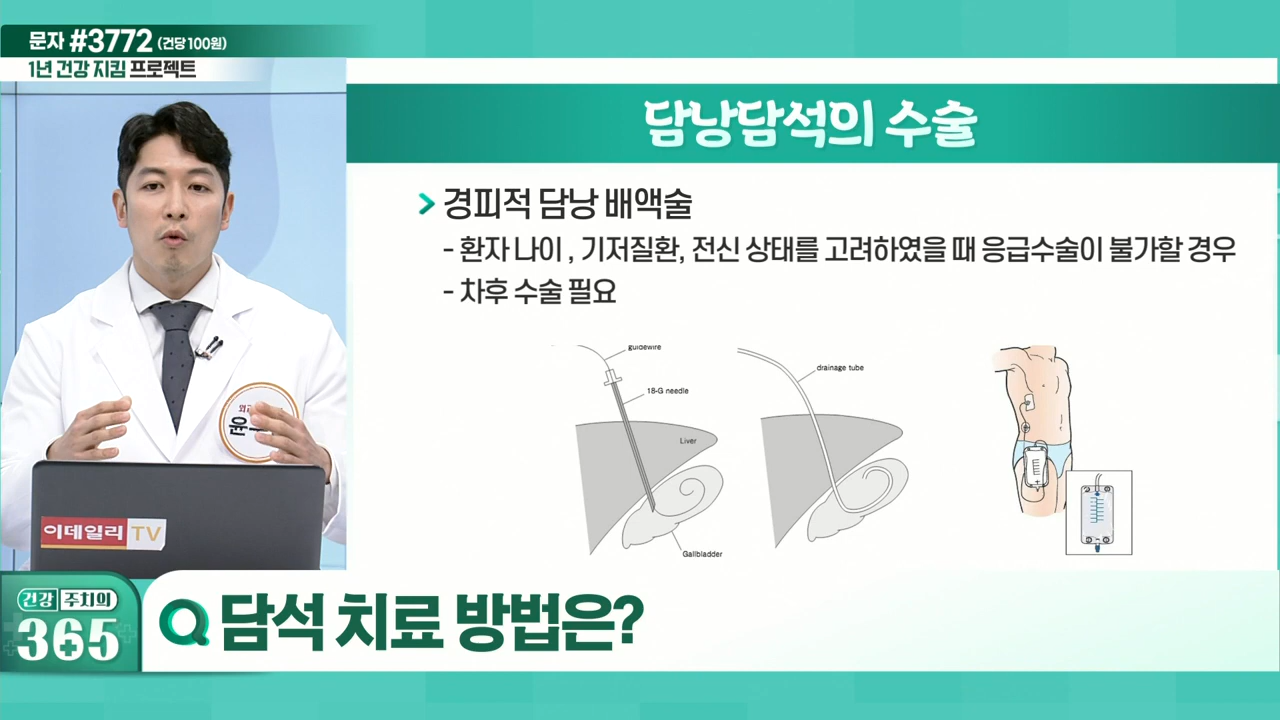 문자 #3772 (건당 100원)
1년 건강 지킴 프로젝트
담낭담석의 수술
경피적 담낭 배액술
- 환자 나이 , 기저질환, 전신 상태를 고려하였을 때 응급수술이 불가할 경우
- 차후 수술 필요
guidewire
18-G needle
Liver
Gallbladder
drainage tube
이데일리 TV
건강 주치의
365
Q 담석 치료 방법은?